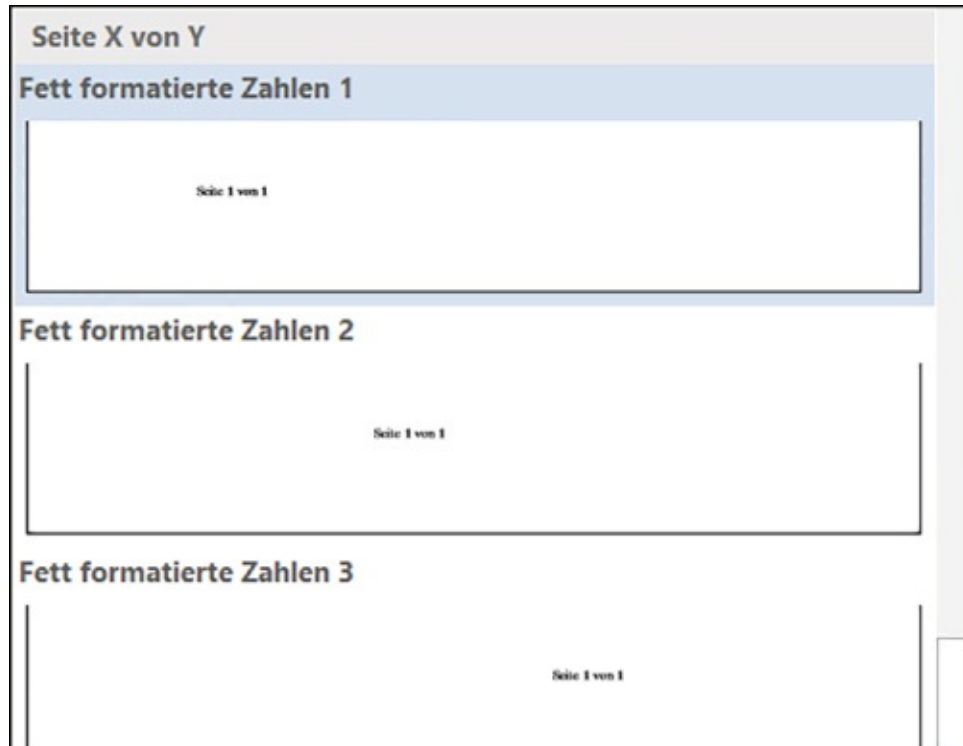 Seite X von Y
Fett formatierte Zahlen 1
Seite 1 von 1
Fett formatierte Zahlen 2
Seite 1 von 1
Fett formatierte Zahlen 3
Seite 1 von 1